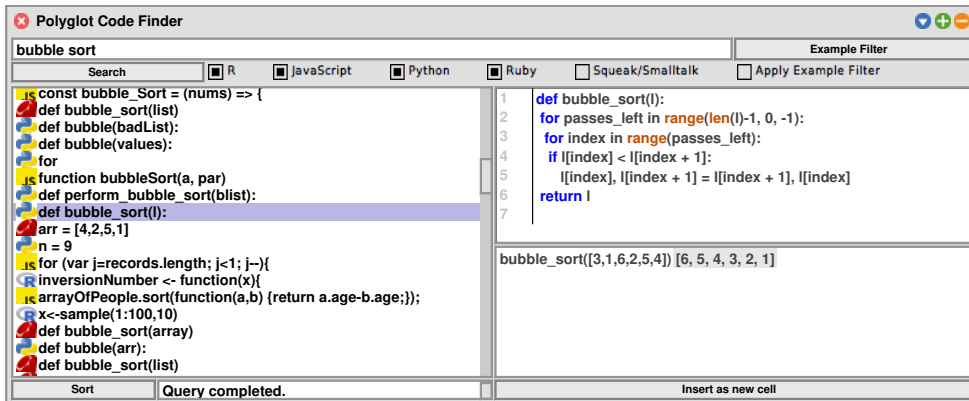 Polyglot Code Finder
bubble sort
Example Filter
Search
R
JavaScript
Python
Ruby
Squeak/Smalltalk
Apply Example Filter
JS const bubble_Sort = (nums) => {
def bubble_sort(list)
def bubble(badList):
def bubble(values):
for
JS function bubbleSort(a, par)
def perform_bubble_sort(blist):
def bubble_sort(l):
arr = [4,2,5,1]
n = 9
JS for (var j=records.length; j<1; j--){
R inversionNumber <- function(x){
JS arrayOfPeople.sort(function(a,b) {return a.age-b.age;});
R x<-sample(1:100,10)
def bubble_sort(array)
def bubble(arr):
def bubble_sort(list)
1 def bubble_sort(l):
2 for passes_left in range(len(l)-1, 0, -1):
3 for index in range(passes_left):
4 if l[index] < l[index + 1]:
5 l[index], l[index + 1] = l[index + 1], l[index]
6 return l
7
bubble_sort([3,1,6,2,5,4]) [6, 5, 4, 3, 2, 1]
Sort
Query completed.
Insert as new cell